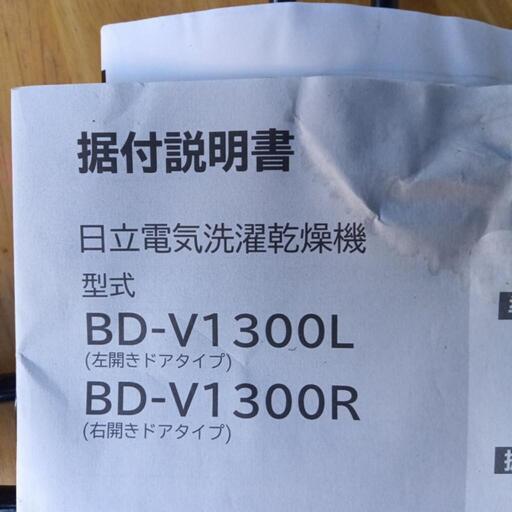 据付説明書
日立電気洗濯乾燥機
型式
BD-V1300L
(左開きドアタイプ)
BD-V1300R
(右開きドアタイプ)